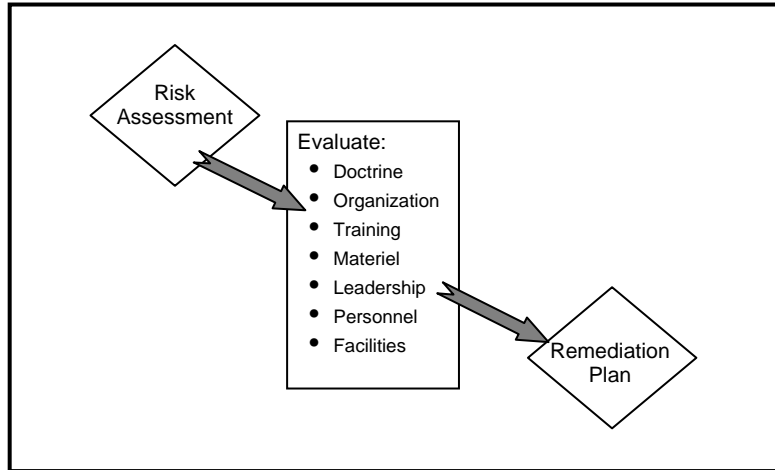 Risk
Assessment
Evaluate:
• Doctrine
• Organization
• Training
• Materiel
• Leadership
• Personnel
• Facilities
Remediation
Plan